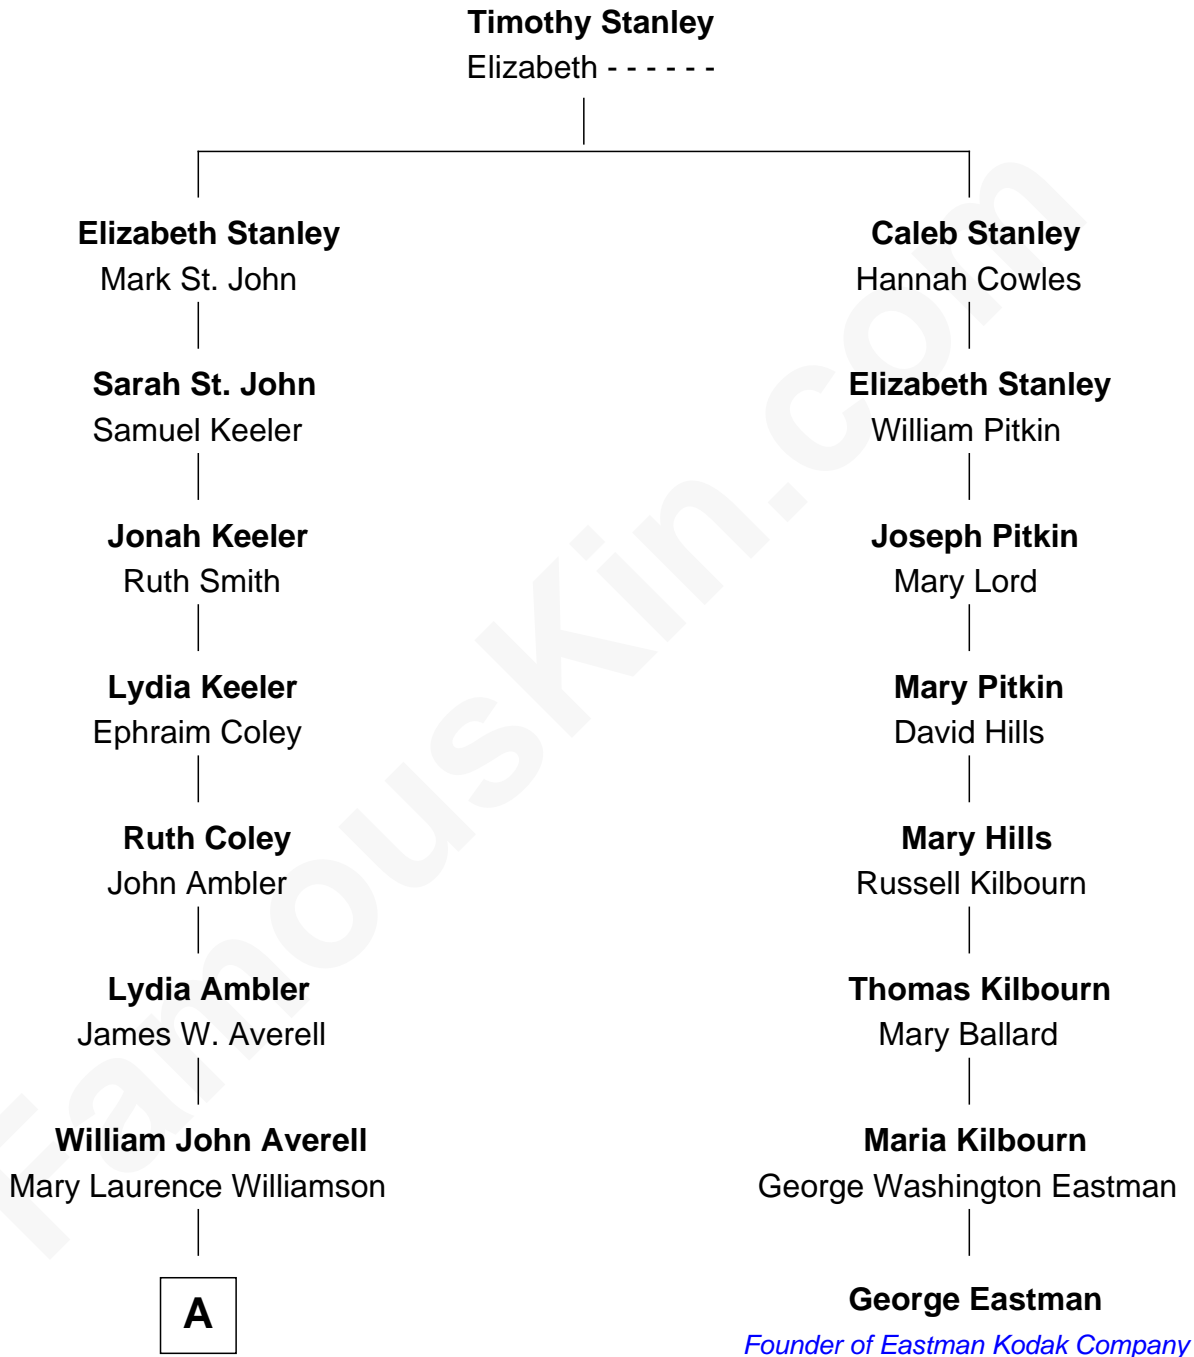 Timothy Stanley
Elizabeth - - - - - -
Elizabeth Stanley
Mark St. John
Caleb Stanley
Hannah Cowles
Sarah St. John
Samuel Keeler
Elizabeth Stanley
William Pitkin
Jonah Keeler
Ruth Smith
Joseph Pitkin
Mary Lord
Lydia Keeler
Ephraim Coley
Mary Pitkin
David Hills
Ruth Coley
John Ambler
Mary Hills
Russell Kilbourn
Lydia Ambler
James W. Averell
Thomas Kilbourn
Mary Ballard
William John Averell
Mary Laurence Williamson
Maria Kilbourn
George Washington Eastman
A
George Eastman
Founder of Eastman Kodak Company
FamousKin.com